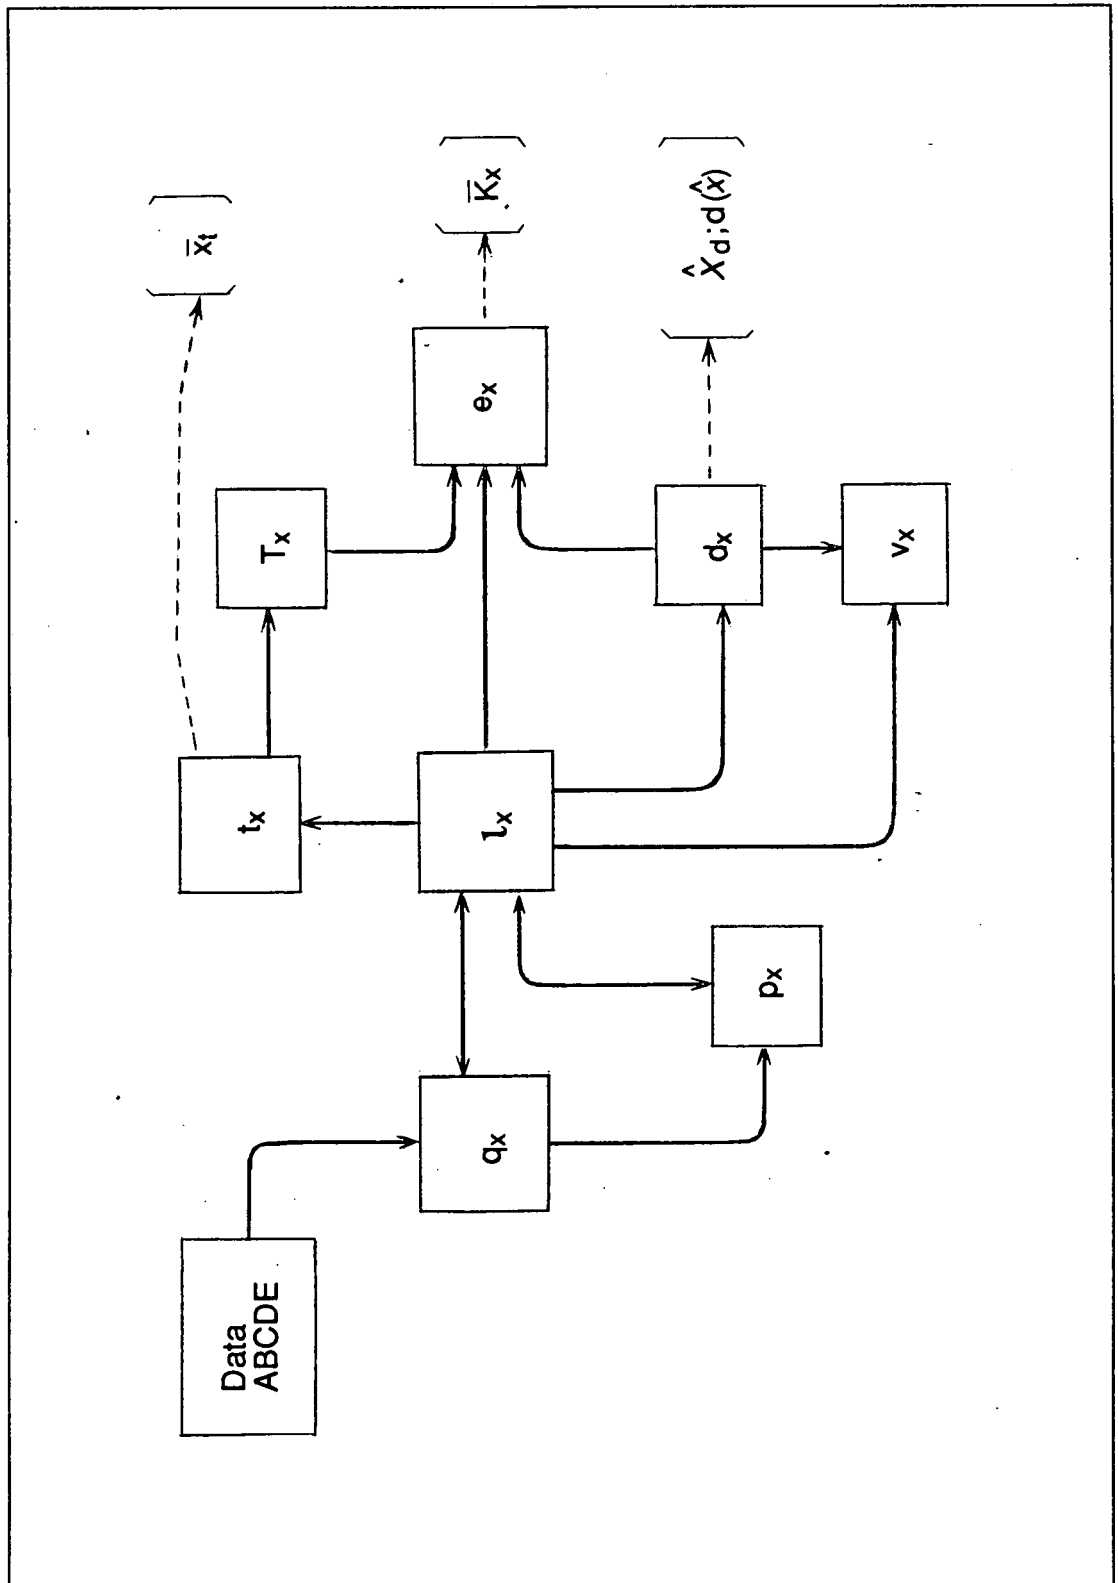 Data
ABCDE
qₓ
pₓ
lₓ
tₓ
Tₓ
dₓ
vₓ
eₓ
x̄ₜ
K̄ₓ
X̂d;d(x̂)